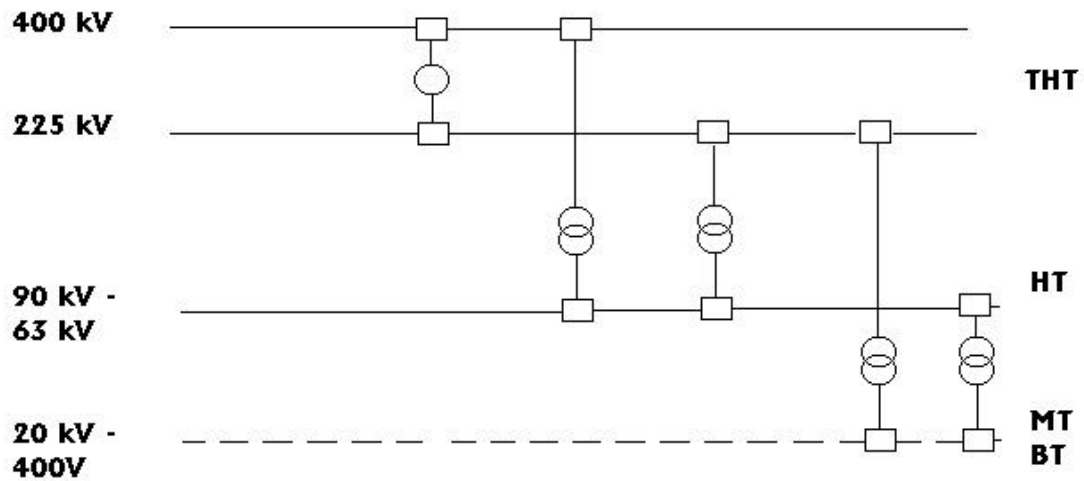 400 kV
THT
225 kV
90 kV -
63 kV
HT
20 kV -
400V
MT
BT